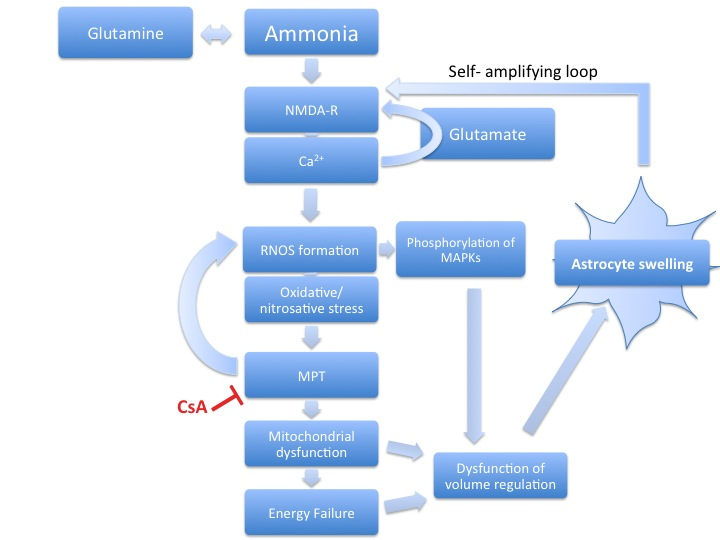 Glutamine
Ammonia
Self- amplifying loop
NMDA-R
Glutamate
Ca²⁺
RNOS formation
Phosphorylation of
MAPKs
Astrocyte swelling
Oxidative/
nitrosative stress
MPT
CsA
Mitochondrial
dysfunction
Dysfunction of
volume regulation
Energy Failure